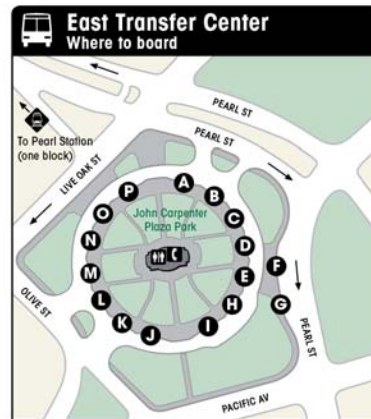 East Transfer Center
Where to board
PEARL ST
PEARL ST
To Pearl Station
(one block)
LIVE OAK ST
P
A
B
O
C
John Carpenter
Plaza Park
N
D
M
E
F
L
H
G
K
J
I
OLIVE ST
PEARL ST
PACIFIC AV